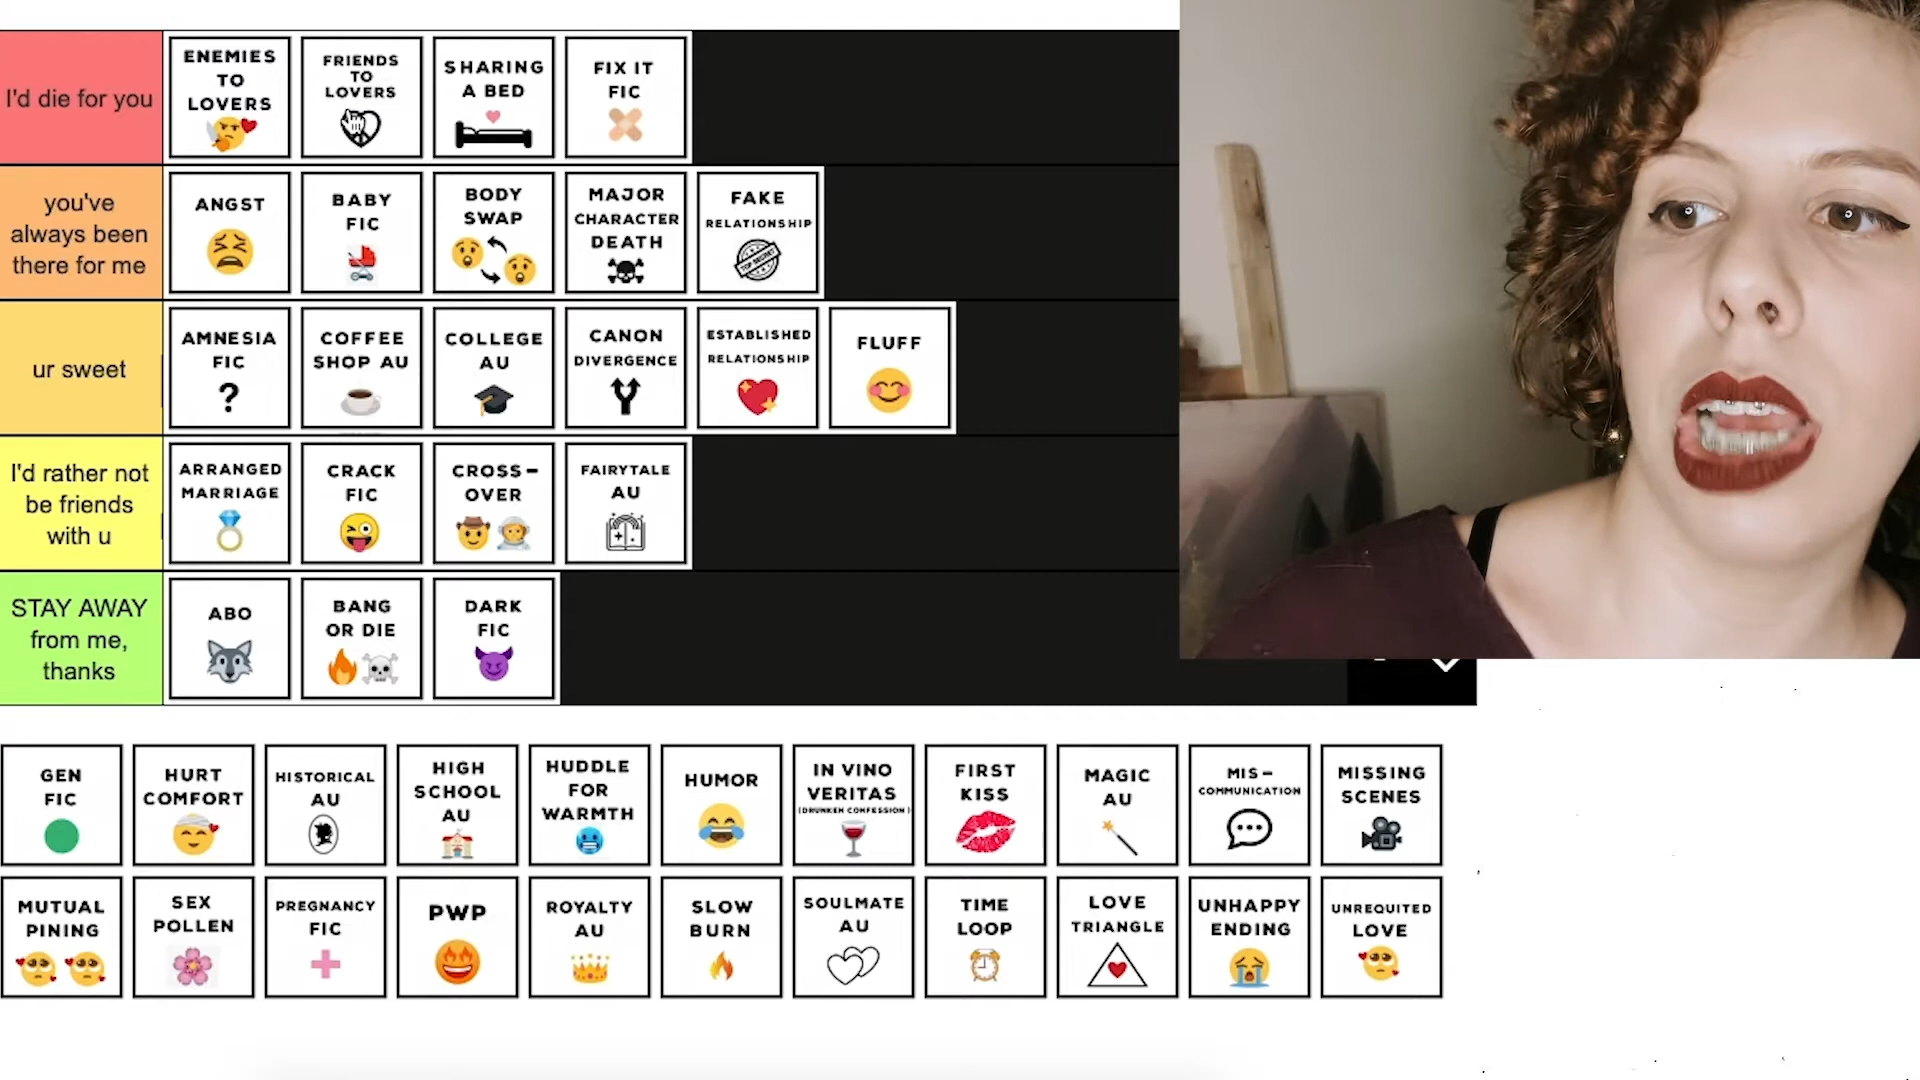 I'd die for you
ENEMIES
TO
LOVERS
FRIENDS
TO
LOVERS
SHARING
A BED
FIX IT
FIC
you've
always been
there for me
ANGST
BABY
FIC
BODY
SWAP
MAJOR
CHARACTER
DEATH
FAKE
RELATIONSHIP
TOP SECRET
ur sweet
AMNESIA
FIC
?
COFFEE
SHOP AU
COLLEGE
AU
CANON
DIVERGENCE
ESTABLISHED
RELATIONSHIP
FLUFF
I'd rather not
be friends
with u
ARRANGED
MARRIAGE
CRACK
FIC
CROSS-
OVER
FAIRYTALE
AU
STAY AWAY
from me,
thanks
ABO
BANG
OR DIE
DARK
FIC
GEN
FIC
HURT
COMFORT
HISTORICAL
AU
HIGH
SCHOOL
AU
HUDDLE
FOR
WARMTH
HUMOR
IN VINO
VERITAS
(DRUNKEN CONFESSION)
FIRST
KISS
MAGIC
AU
MIS-
COMMUNICATION
MISSING
SCENES
MUTUAL
PINING
SEX
POLLEN
PREGNANCY
FIC
PWP
ROYALTY
AU
SLOW
BURN
SOULMATE
AU
TIME
LOOP
LOVE
TRIANGLE
UNHAPPY
ENDING
UNREQUITED
LOVE